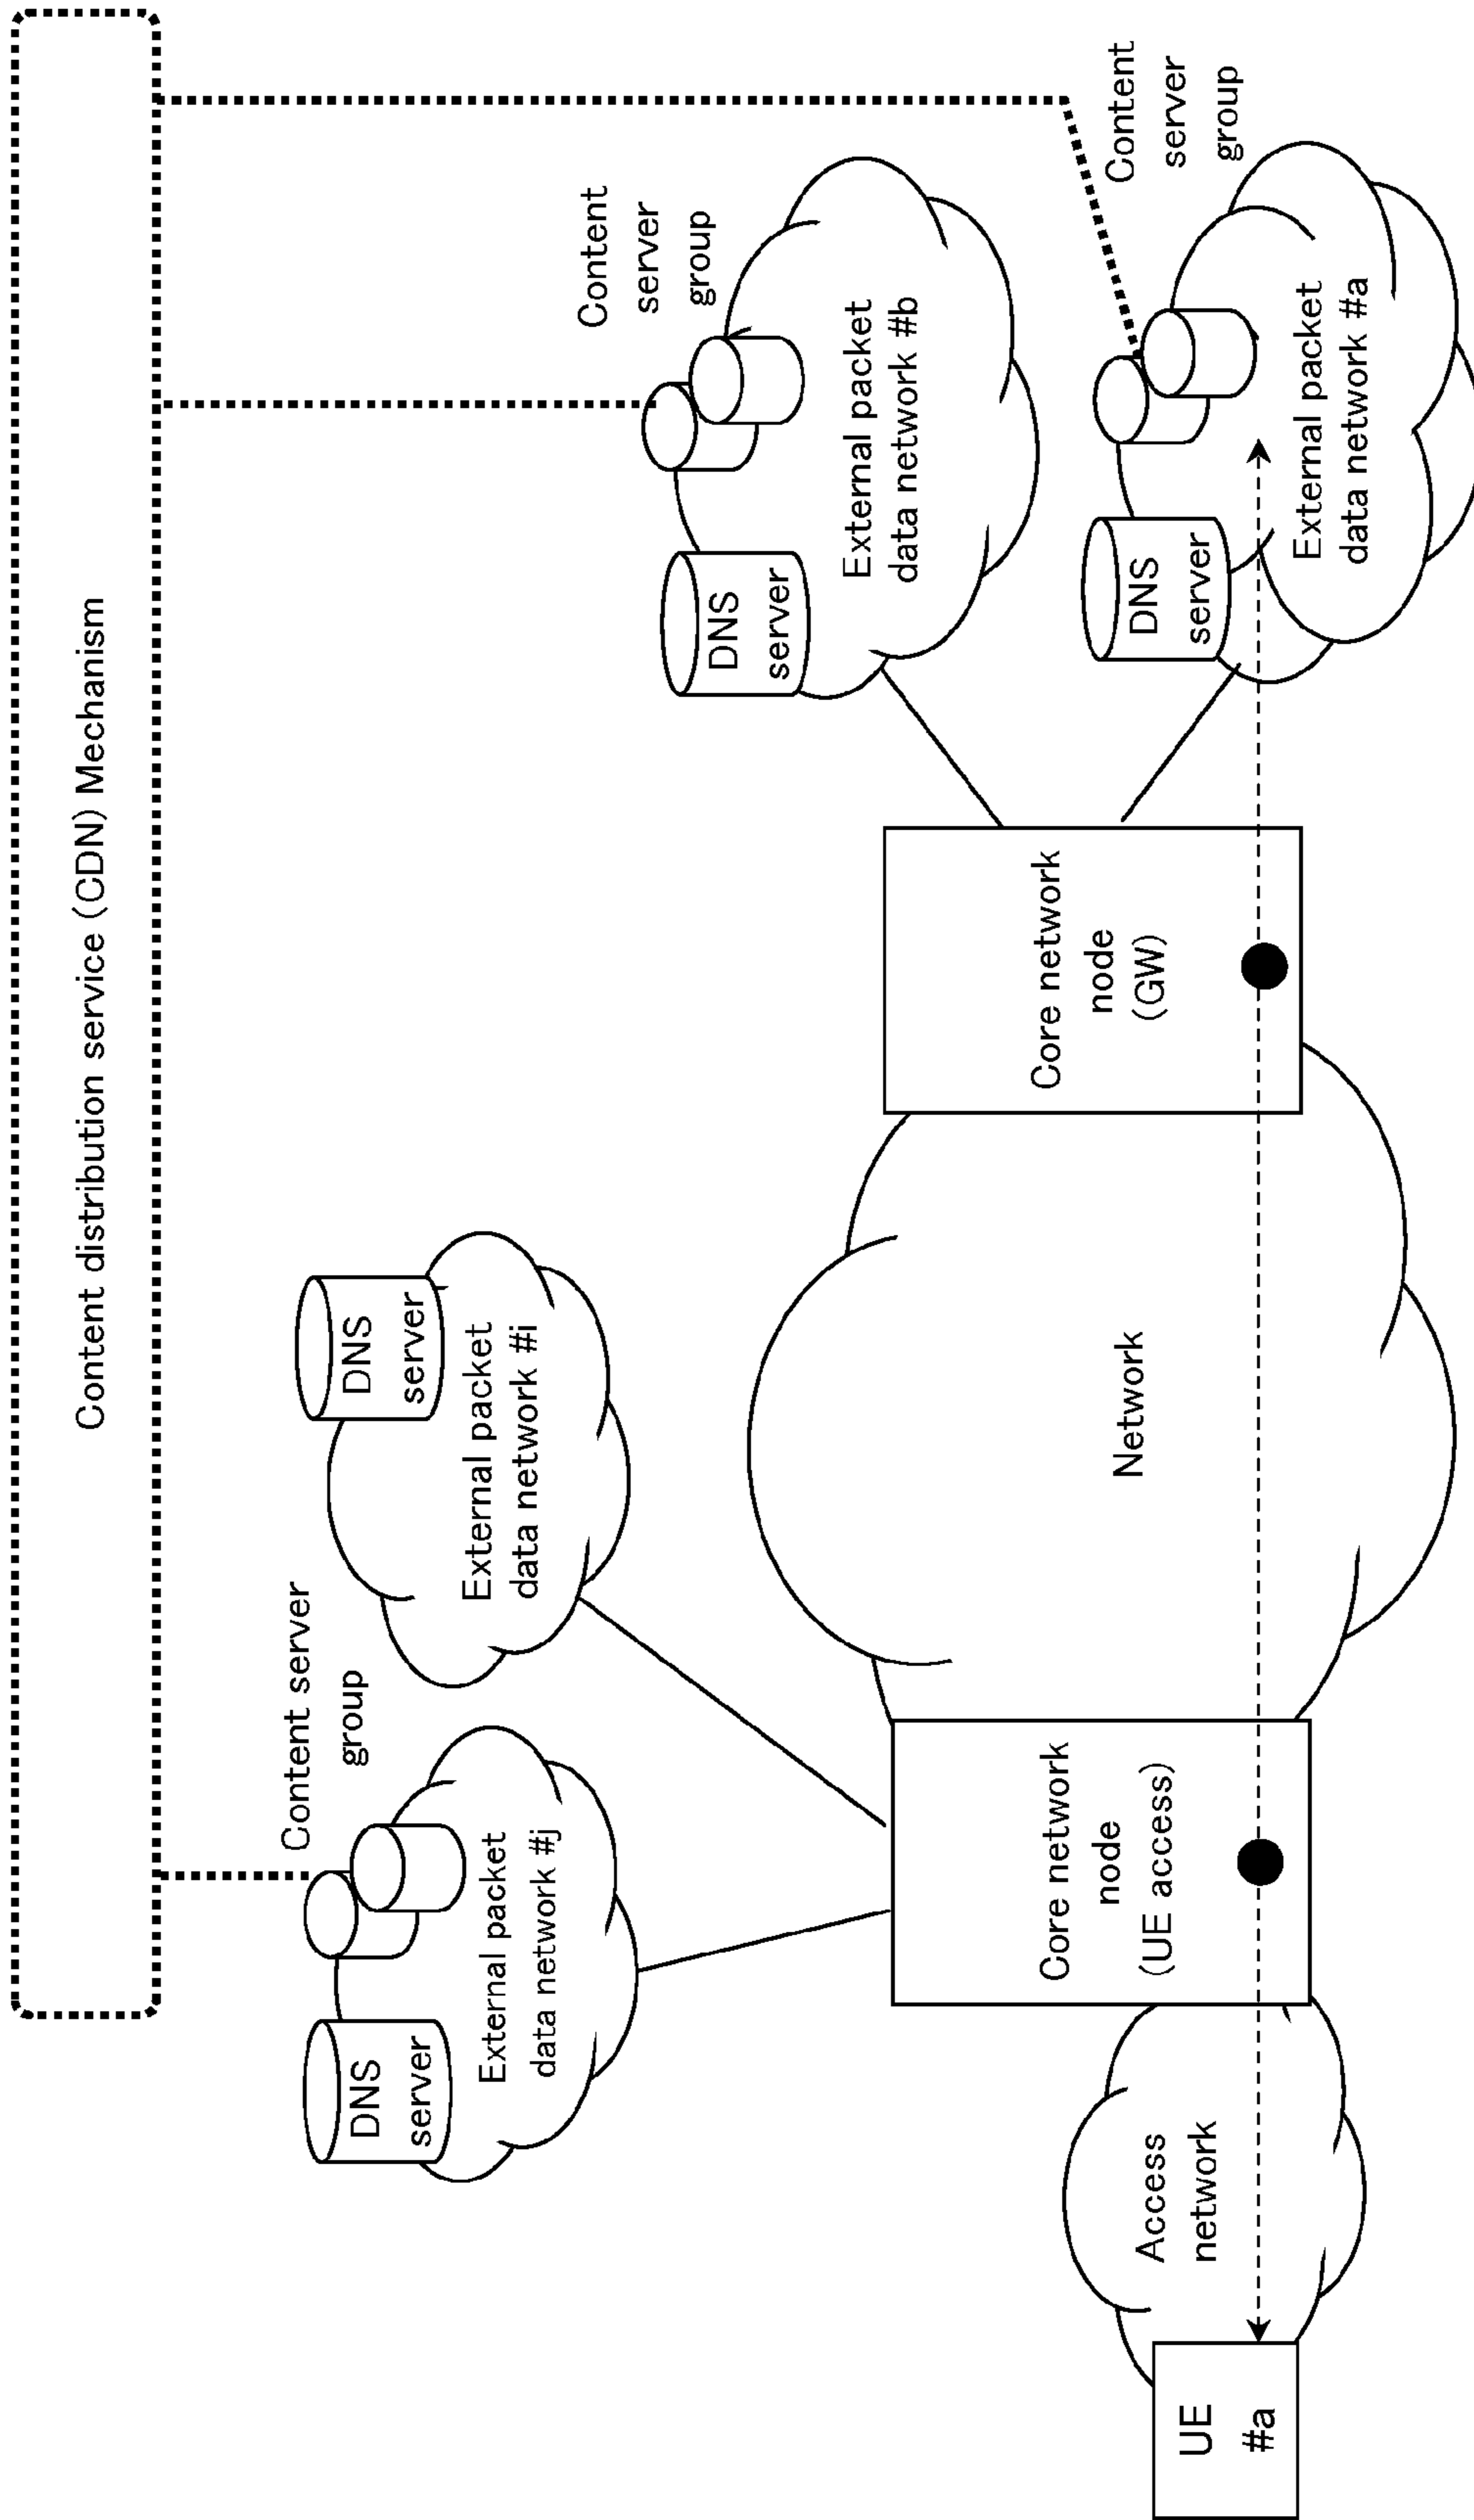 Content distribution service (CDN) Mechanism
Content server
group
DNS
server
External packet
data network #j
DNS
server
External packet
data network #i
Content
server
group
DNS
server
External packet
data network #b
Content
server
group
DNS
server
External packet
data network #a
UE
#a
Access
network
Core network
node
(UE access)
Network
Core network
node
(GW)